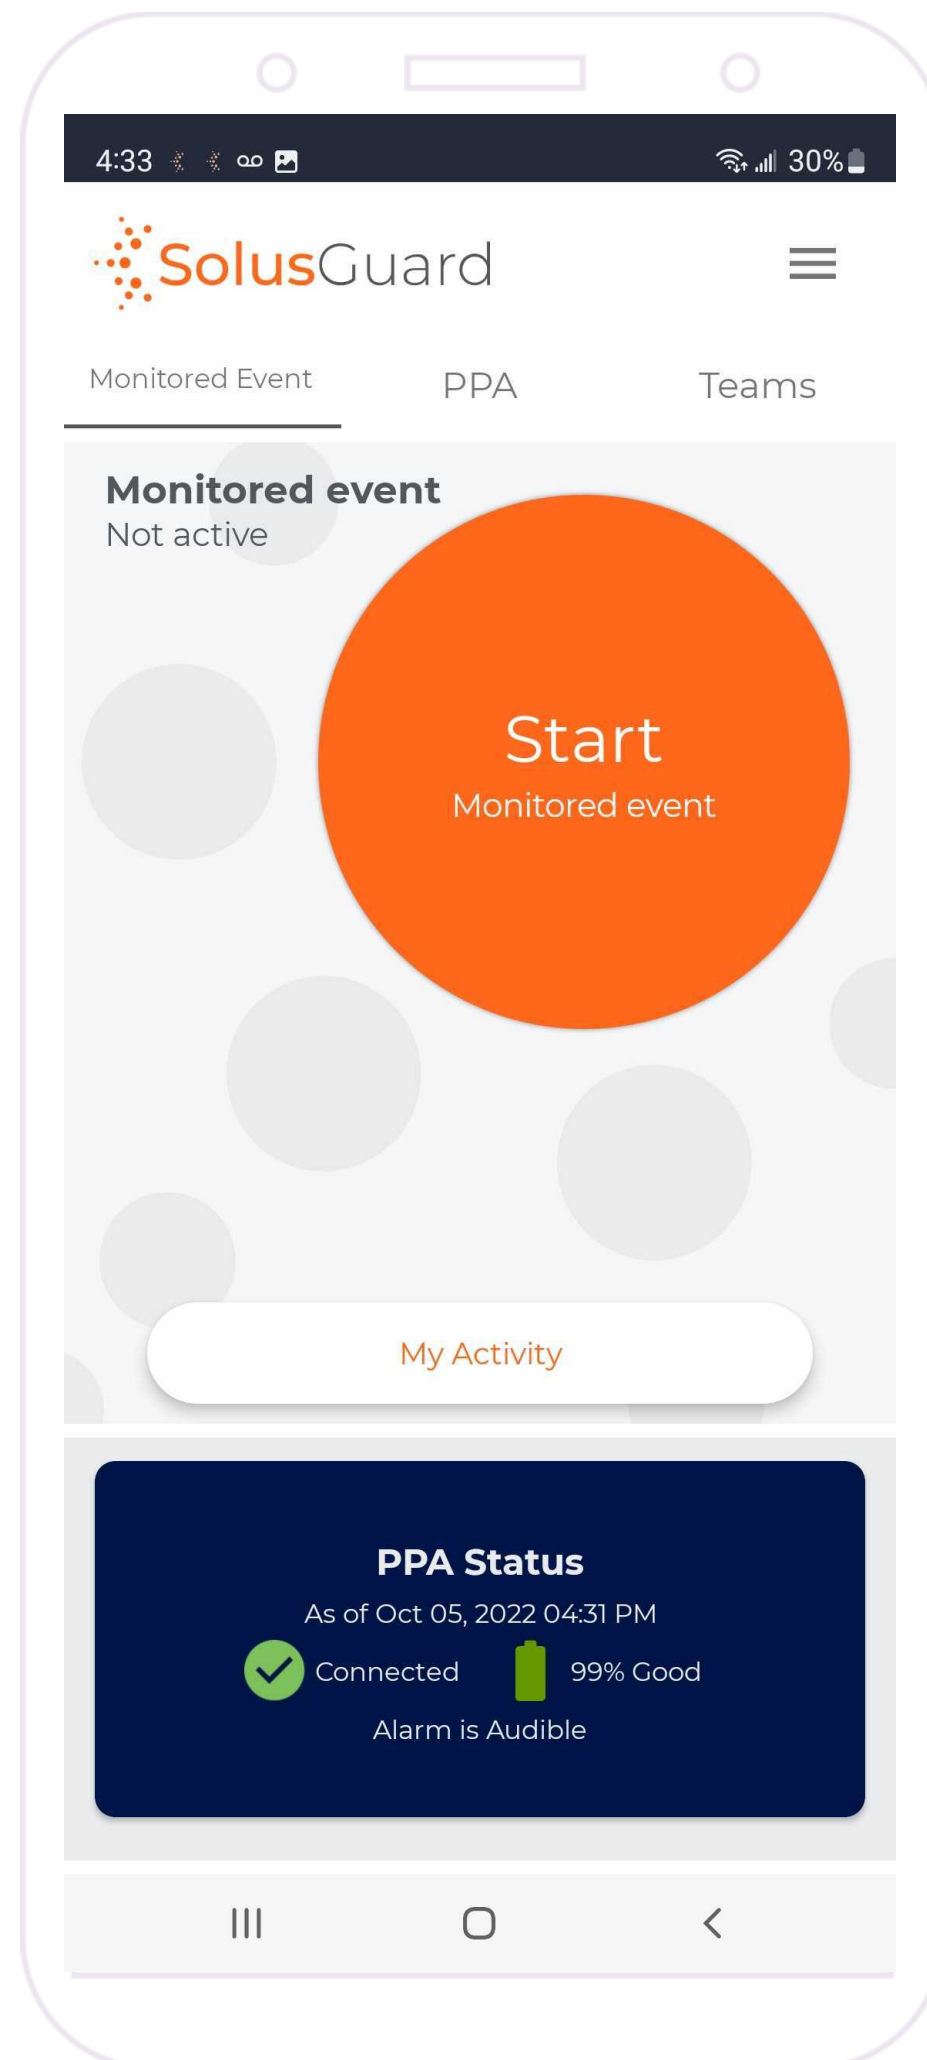 4:33
30%
SolusGuard
Monitored Event
PPA
Teams
Monitored event
Not active
Start
Monitored event
My Activity
PPA Status
As of Oct 05, 2022 04:31 PM
Connected
99% Good
Alarm is Audible